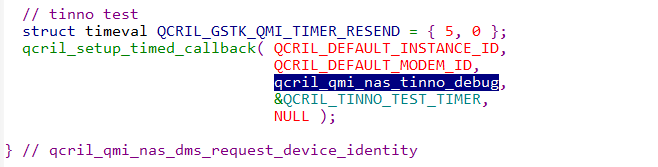 // tinno test
struct timeval QCRIL_GSTK_QMI_TIMER_RESEND = { 5, 0 };
qcril_setup_timed_callback( QCRIL_DEFAULT_INSTANCE_ID,
QCRIL_DEFAULT_MODEM_ID,
qcril_qmi_nas_tinno_debug,
&QCRIL_TINNO_TEST_TIMER,
NULL );
} // qcril_qmi_nas_dms_request_device_identity